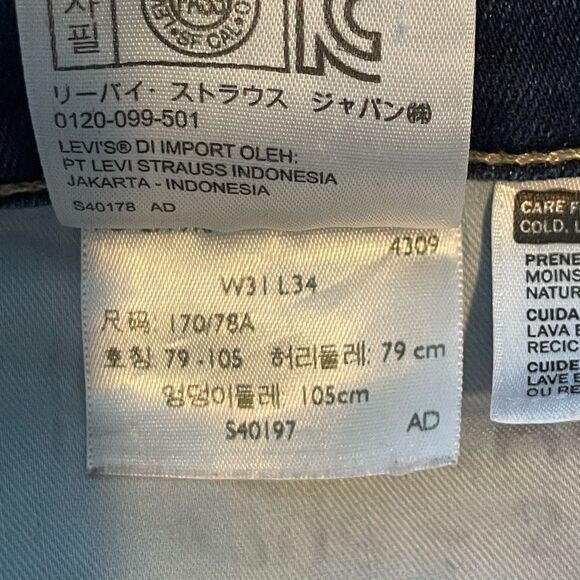 사
필
PASS
リーバイ・ストラウス ジャパン㈱
0120-099-501
LEVI'S® DI IMPORT OLEH:
PT LEVI STRAUSS INDONESIA
JAKARTA - INDONESIA
S40178 AD
4309
W31 L34
尺码: 170/78A
호칭 79-105 허리둘레: 79 cm
엉덩이둘레 105cm
S40197 AD
CARE F
COLD, L
PRENE
MOINS
NATUR
CUIDA
LAVA E
RECIC
CUIDE
LAVE E
OU RE